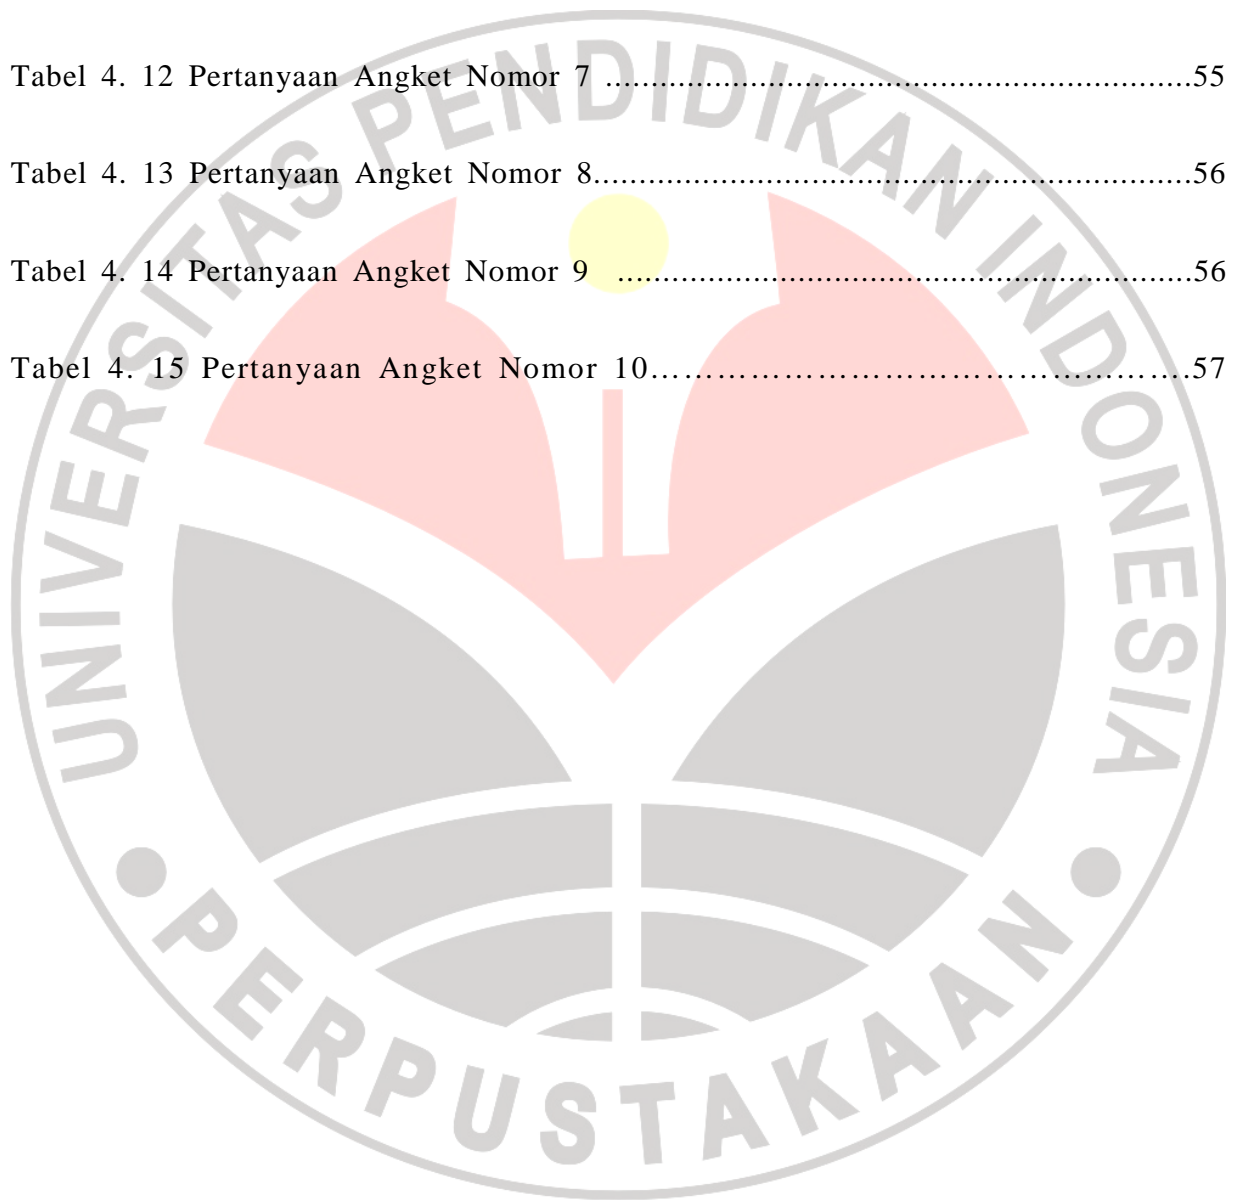 Tabel 4. 12 Pertanyaan Angket Nomor 7 ................................................................55
Tabel 4. 13 Pertanyaan Angket Nomor 8.................................................................56
Tabel 4. 14 Pertanyaan Angket Nomor 9 ...............................................................56
Tabel 4. 15 Pertanyaan Angket Nomor 10………………………………………….57
UNIVERSITAS PENDIDIKAN INDONESIA
PERPUSTAKAAN